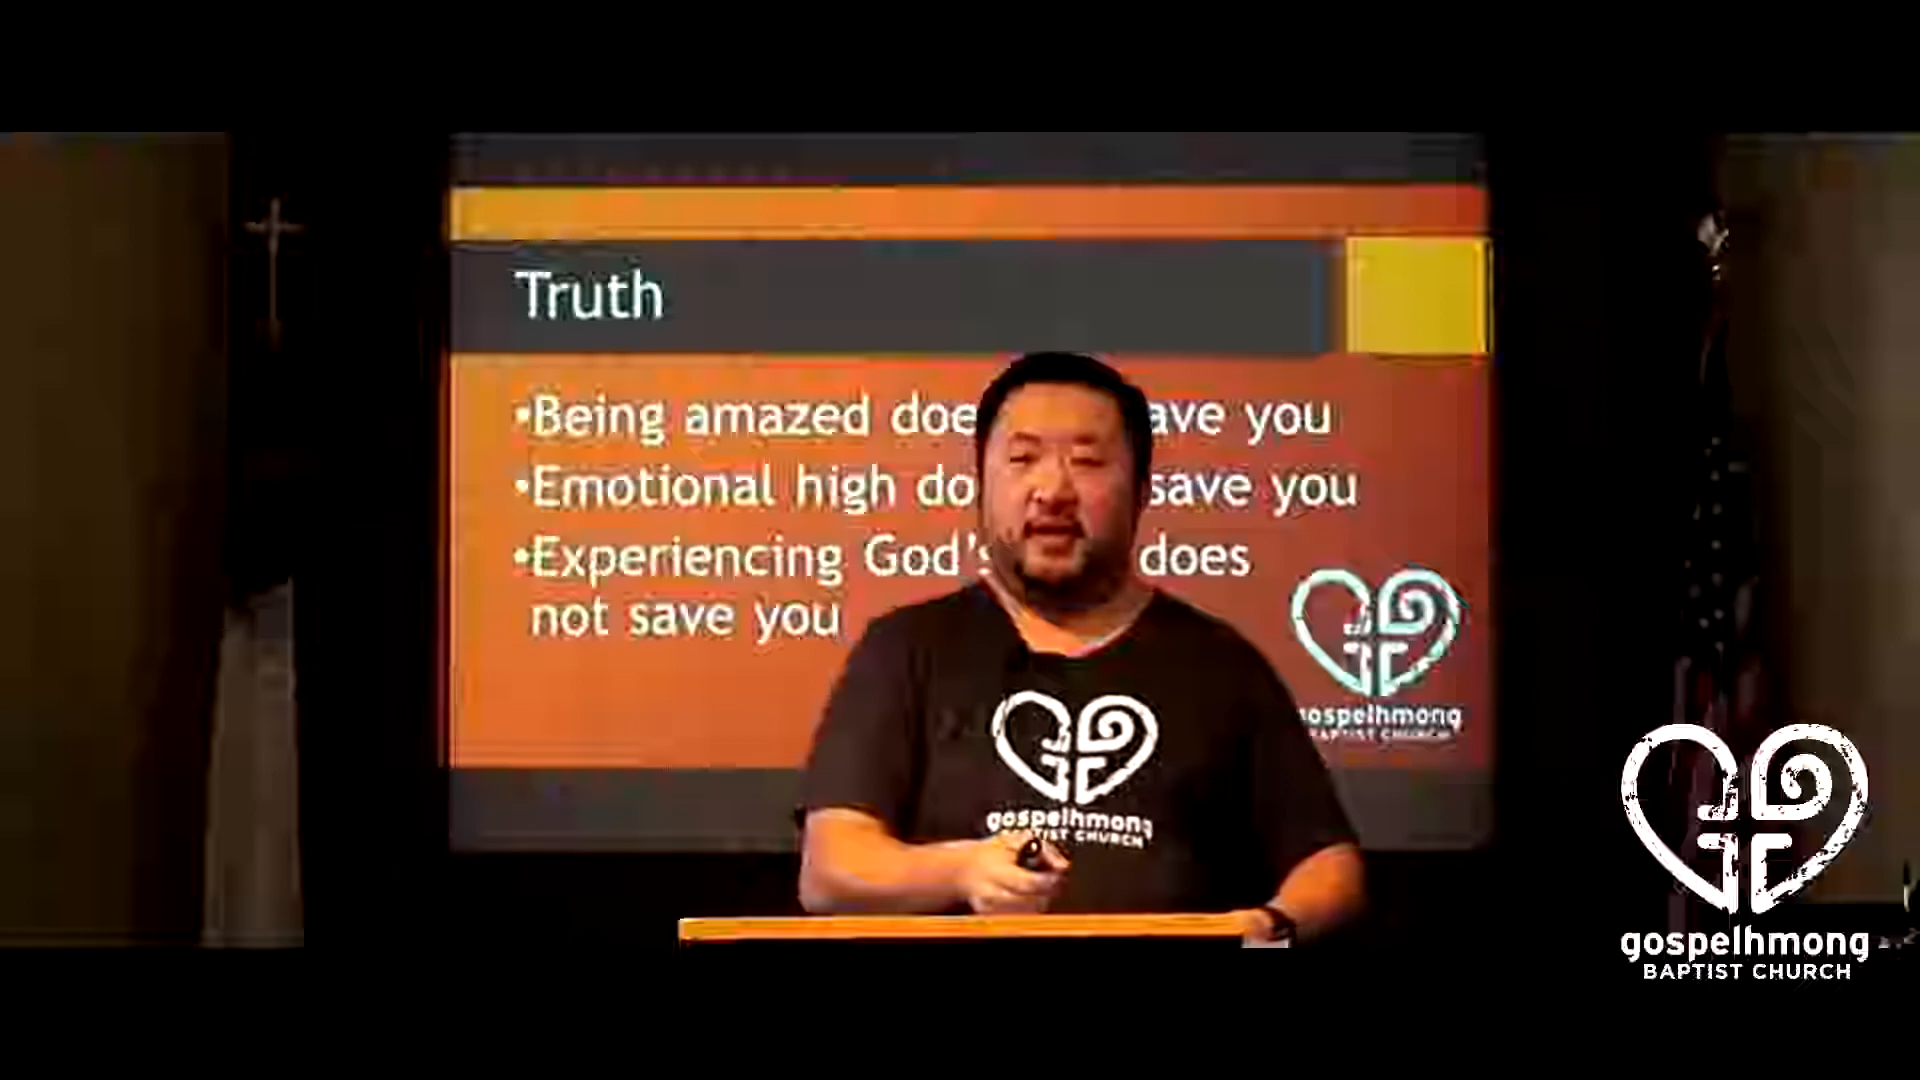 Truth
•Being amazed doe ave you
•Emotional high do save you
•Experiencing God's does
not save you
gospelhmong
BAPTIST CHURCH
gospelhmong
BAPTIST CHURCH
gospelhmong
BAPTIST CHURCH